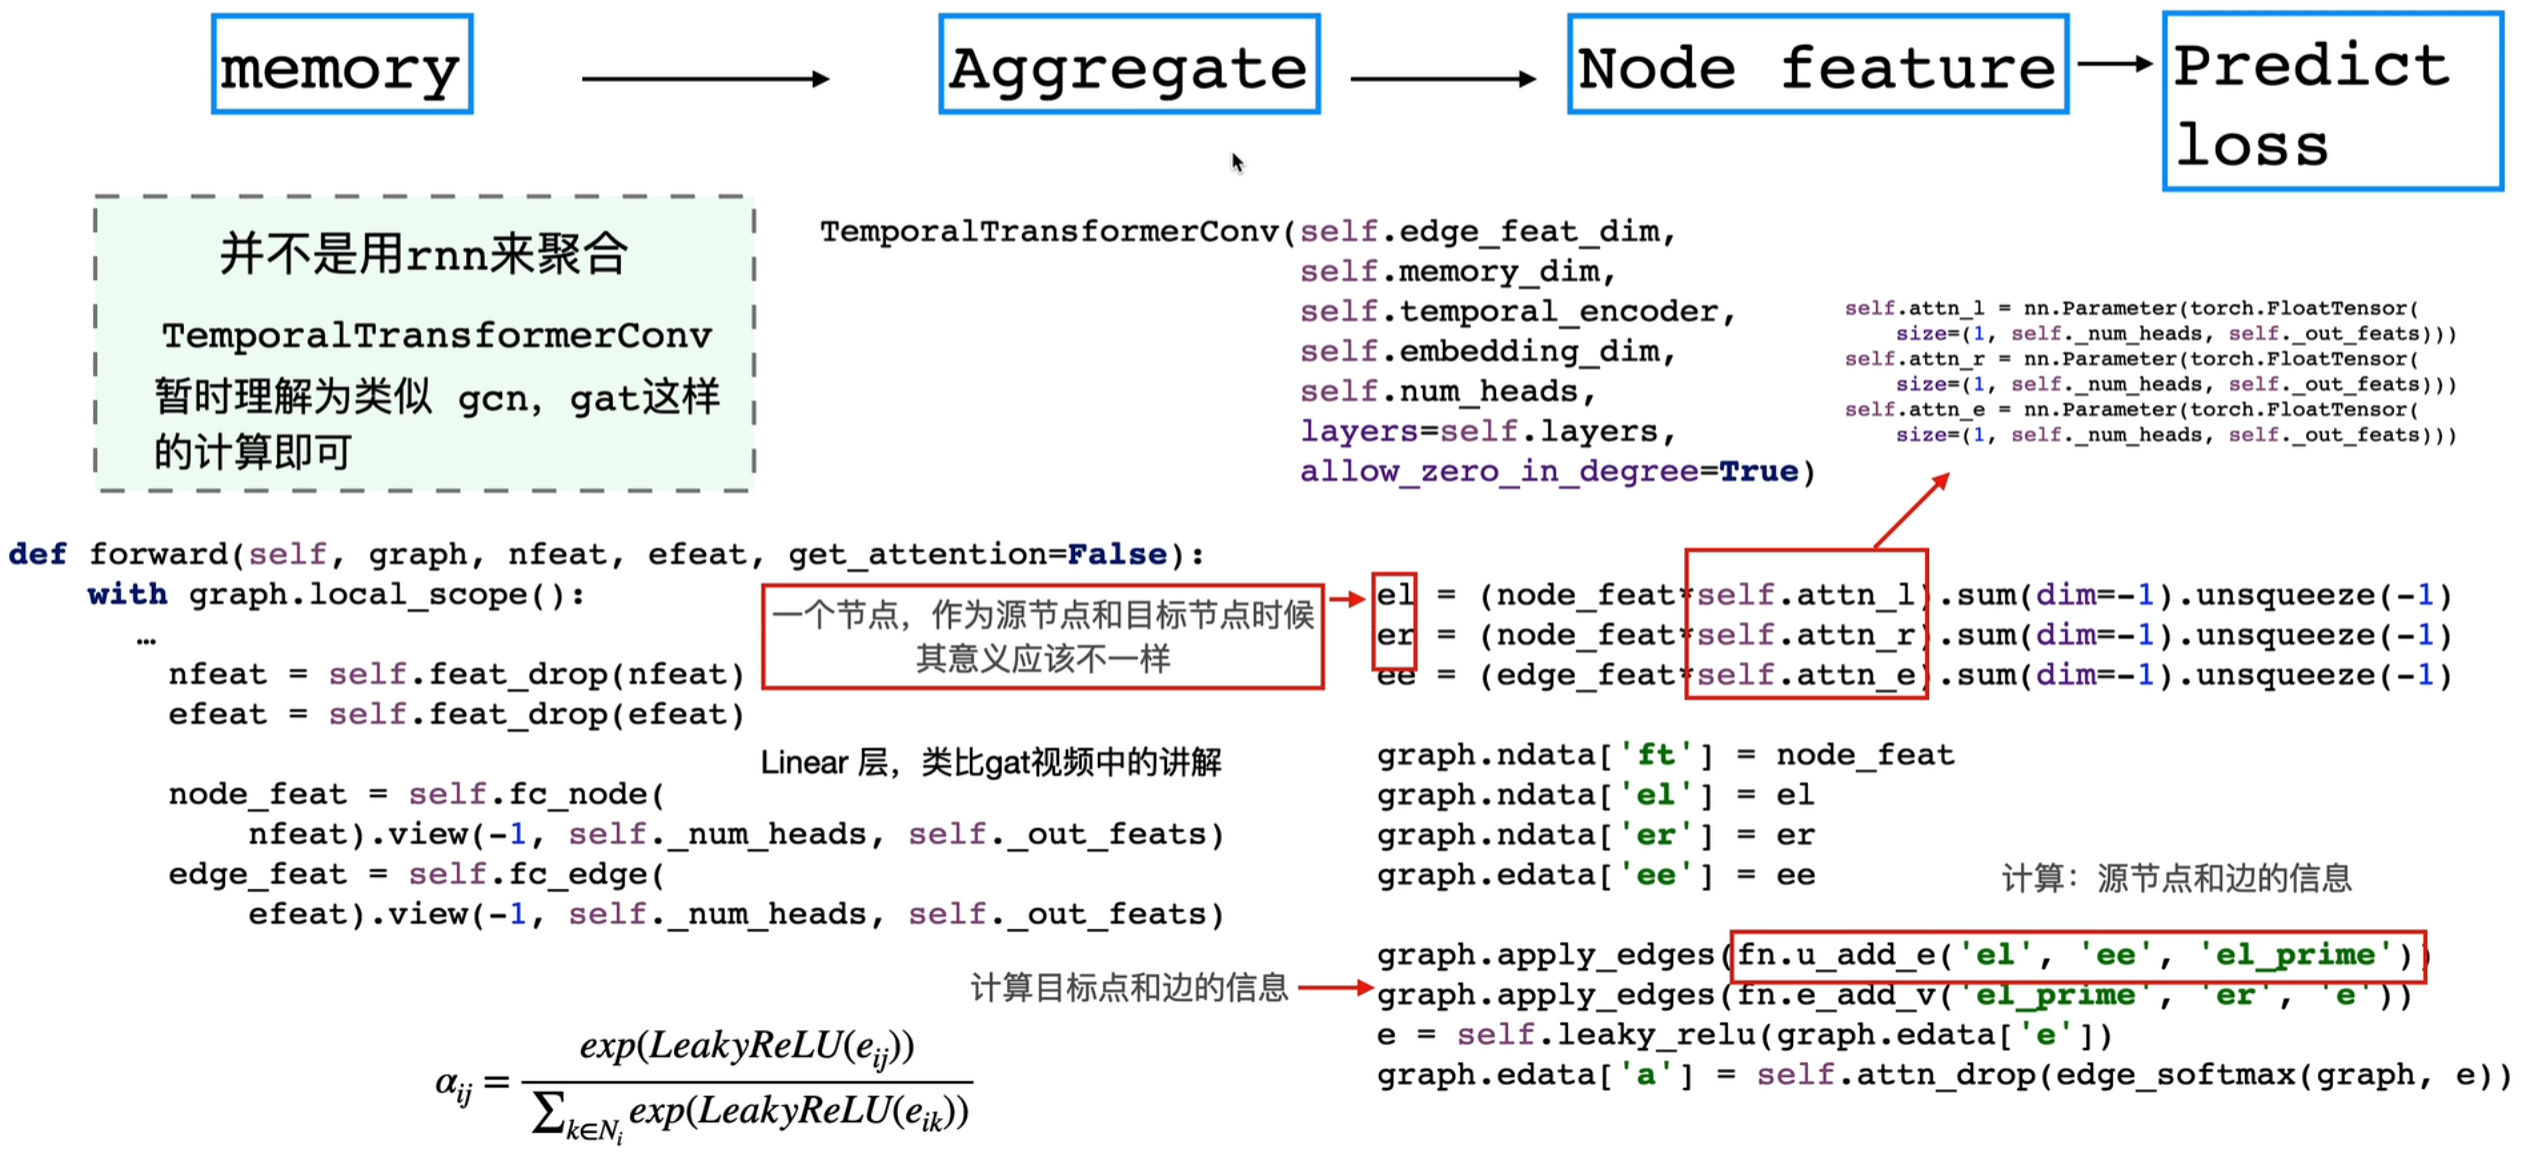 memory
Aggregate
Node feature
Predict
loss
并不是用rnn来聚合
TemporalTransformerConv
暂时理解为类似 gcn，gat这样
的计算即可
TemporalTransformerConv(self.edge_feat_dim,
self.memory_dim,
self.temporal_encoder,
self.embedding_dim,
self.num_heads,
layers=self.layers,
allow_zero_in_degree=True)
self.attn_l = nn.Parameter(torch.FloatTensor(
size=(1, self._num_heads, self._out_feats)))
self.attn_r = nn.Parameter(torch.FloatTensor(
size=(1, self._num_heads, self._out_feats)))
self.attn_e = nn.Parameter(torch.FloatTensor(
size=(1, self._num_heads, self._out_feats)))
def forward(self, graph, nfeat, efeat, get_attention=False):
with graph.local_scope():
…
nfeat = self.feat_drop(nfeat)
efeat = self.feat_drop(efeat)
node_feat = self.fc_node(
nfeat).view(-1, self._num_heads, self._out_feats)
edge_feat = self.fc_edge(
efeat).view(-1, self._num_heads, self._out_feats)
一个节点，作为源节点和目标节点时候
其意义应该不一样
Linear 层，类比gat视频中的讲解
el = (node_feat*self.attn_l).sum(dim=-1).unsqueeze(-1)
er = (node_feat*self.attn_r).sum(dim=-1).unsqueeze(-1)
ee = (edge_feat*self.attn_e).sum(dim=-1).unsqueeze(-1)
graph.ndata['ft'] = node_feat
graph.ndata['el'] = el
graph.ndata['er'] = er
graph.edata['ee'] = ee
计算：源节点和边的信息
graph.apply_edges(fn.u_add_e('el', 'ee', 'el_prime'))
计算目标点和边的信息
graph.apply_edges(fn.e_add_v('el_prime', 'er', 'e'))
e = self.leaky_relu(graph.edata['e'])
graph.edata['a'] = self.attn_drop(edge_softmax(graph, e))
α_{ij} = \frac{exp(LeakyReLU(e_{ij}))}{∑_{k∈N_i} exp(LeakyReLU(e_{ik}))}